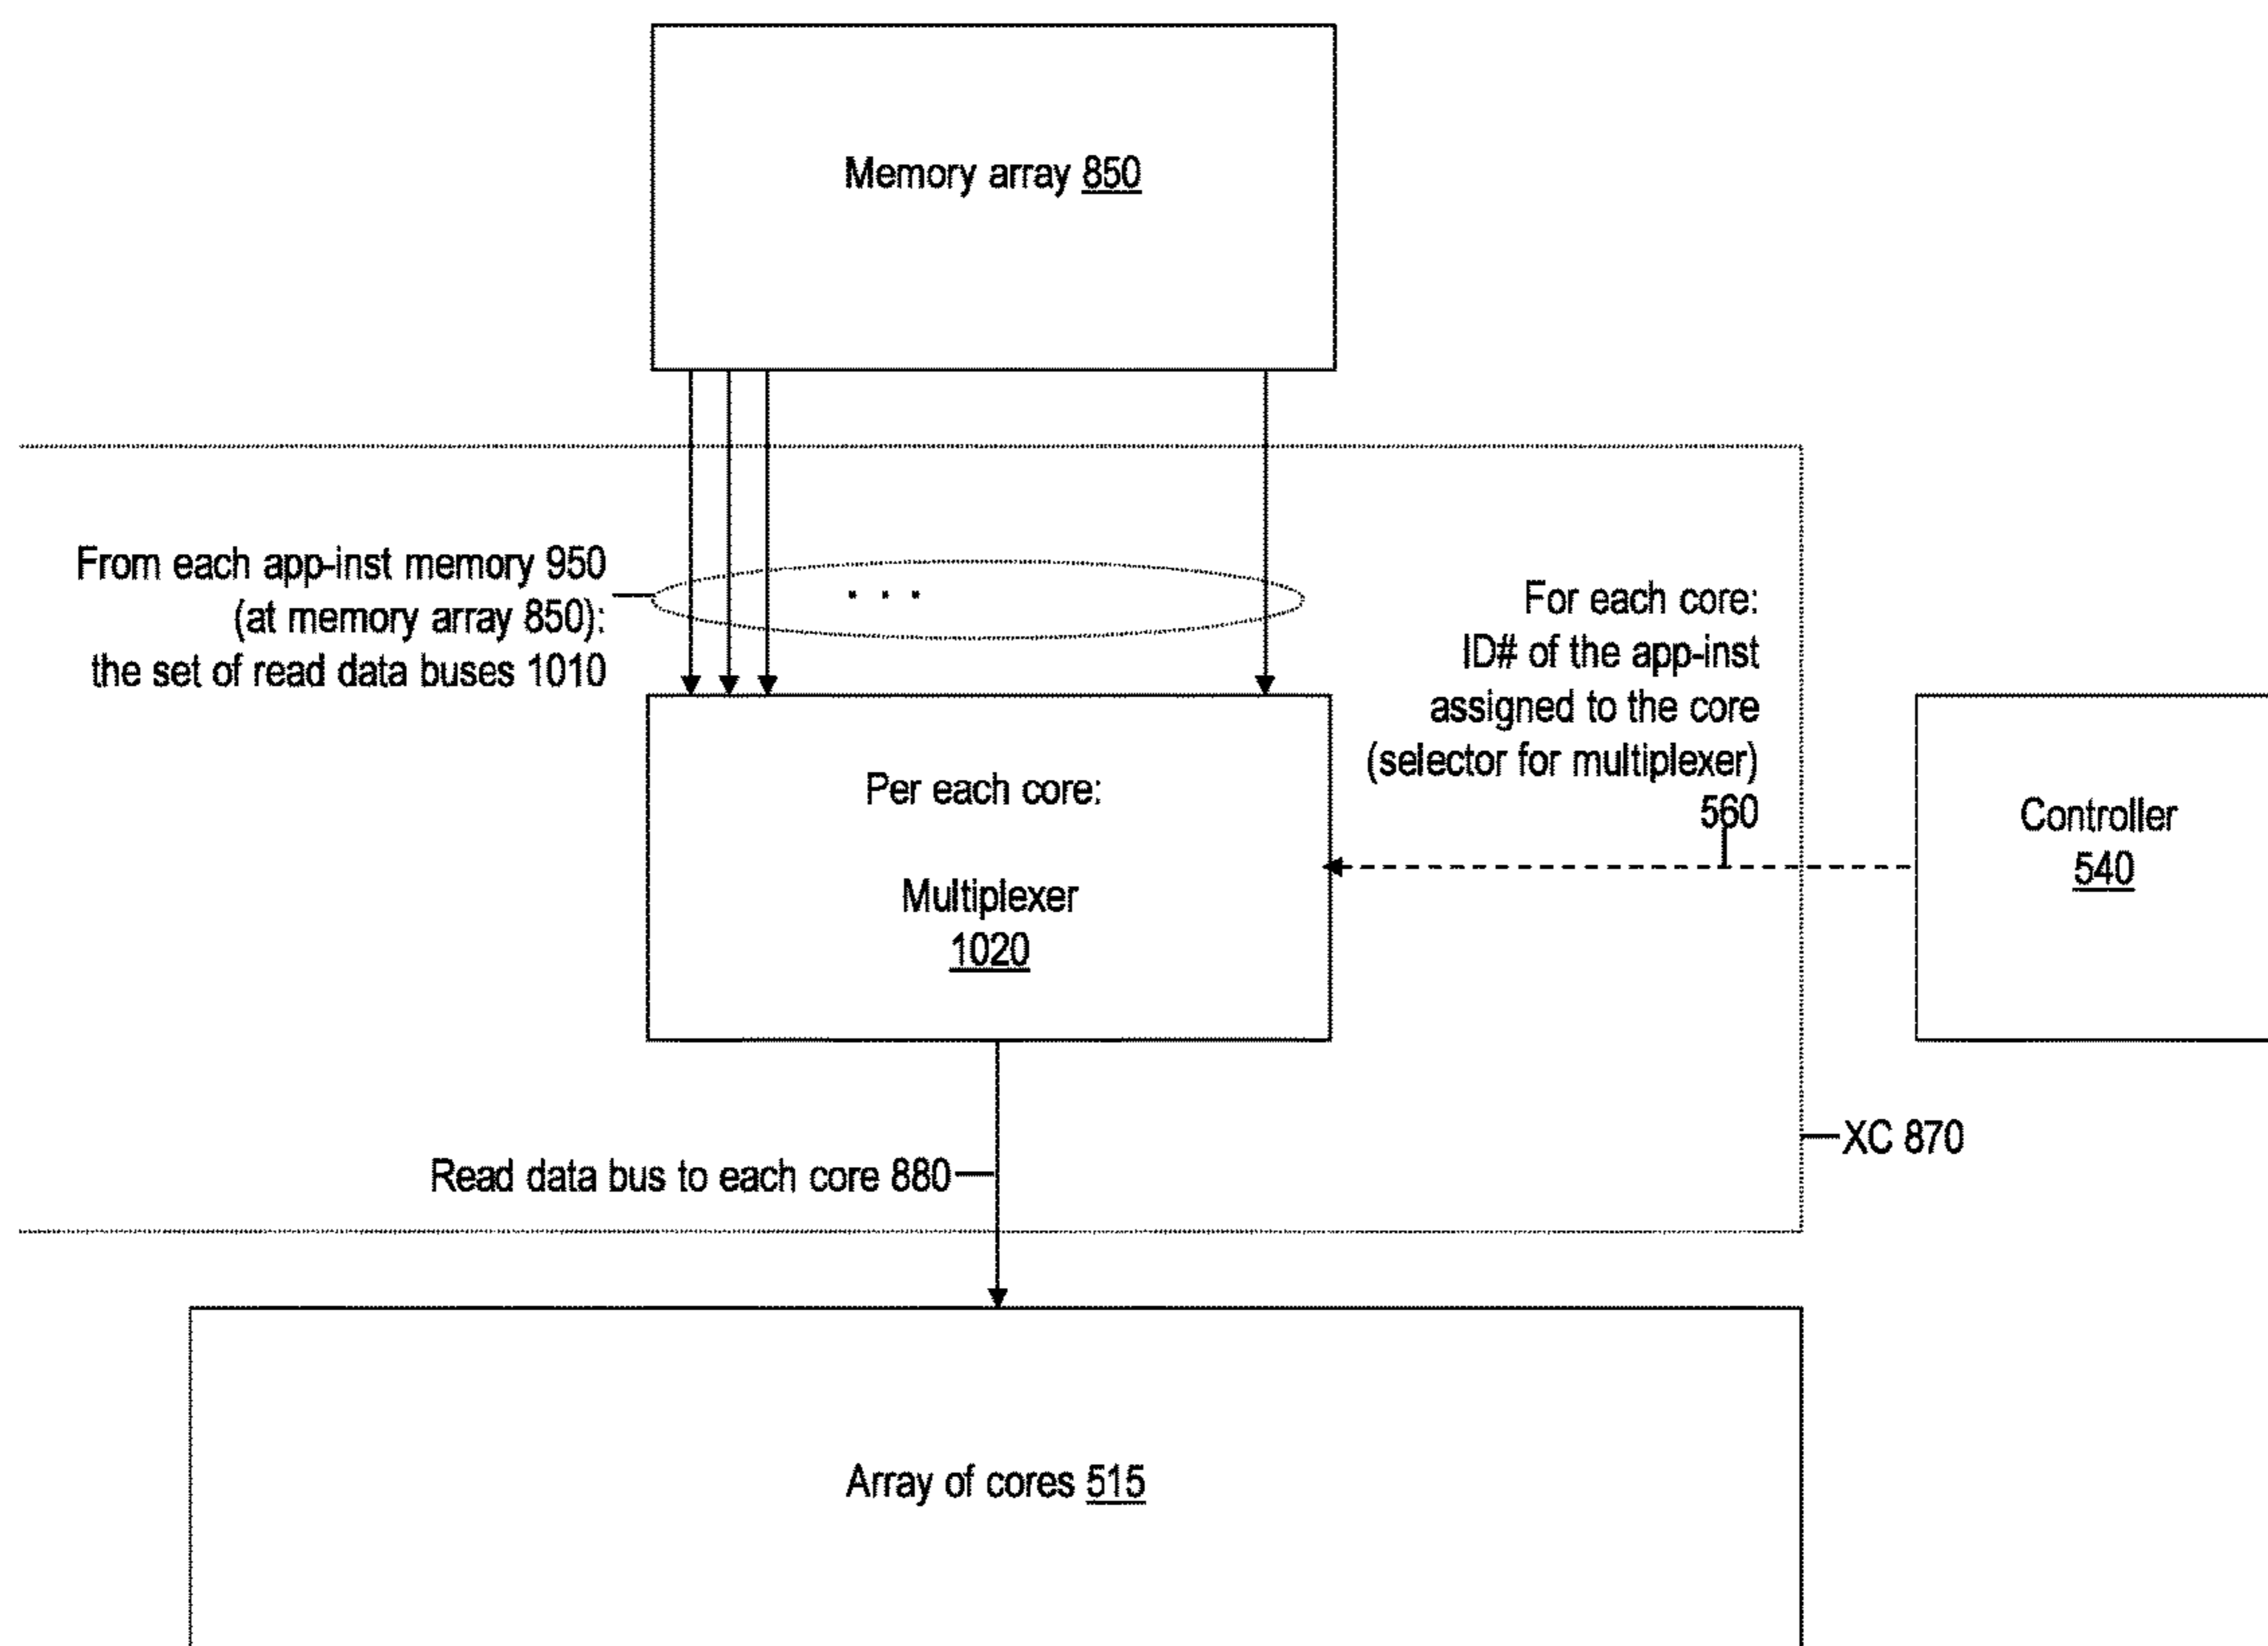 Memory array 850
From each app-inst memory 950
(at memory array 850):
the set of read data buses 1010
. . .
For each core:
ID# of the app-inst
assigned to the core
(selector for multiplexer)
560
Per each core:
Multiplexer
1020
Controller
540
XC 870
Read data bus to each core 880
Array of cores 515